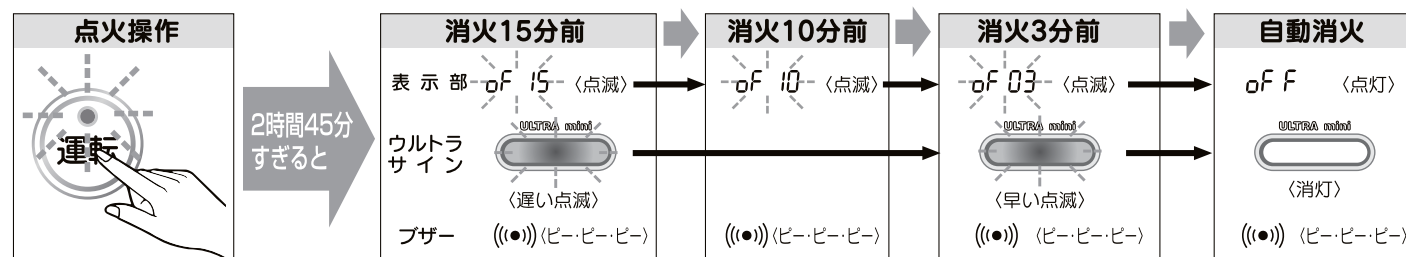 点火操作
運転
2時間45分
すぎると
消火15分前
消火10分前
消火3分前
自動消火
表示部 oF 15 〈点滅〉 oF 10 〈点滅〉 oF 03 〈点滅〉 oFF 〈点灯〉
ULTRA mini ULTRA mini ULTRA mini
ウルトラ
サイン
〈遅い点滅〉 〈早い点滅〉 〈消灯〉
ブザー 〈ピー・ピー・ピー〉 〈ピー・ピー・ピー〉 〈ピー・ピー・ピー〉 〈ピー・ピー・ピー〉